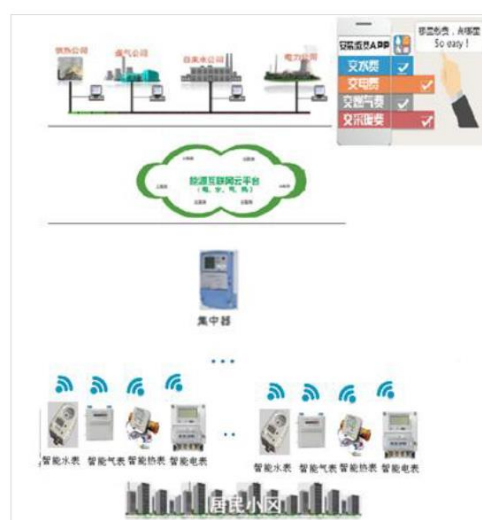 供热公司
燃气公司
自来水公司
电力公司
安装缴费APP
So easy！
交水费
交电费
交燃气费
交采暖费
能源互联网云平台
（电、水、气、热）
集中器
智能水表
智能气表
智能热表
智能电表
智能水表
智能气表
智能热表
智能电表
居民小区